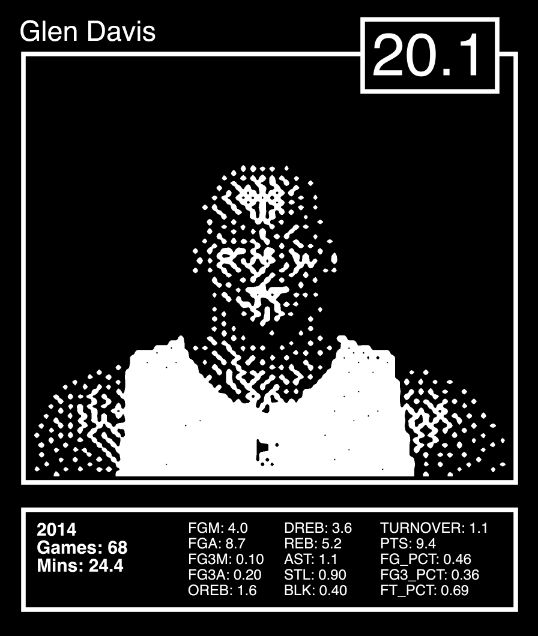 Glen Davis
20.1
2014
Games: 68
Mins: 24.4
FGM: 4.0
FGA: 8.7
FG3M: 0.10
FG3A: 0.20
OREB: 1.6
DREB: 3.6
REB: 5.2
AST: 1.1
STL: 0.90
BLK: 0.40
TURNOVER: 1.1
PTS: 9.4
FG_PCT: 0.46
FG3_PCT: 0.36
FT_PCT: 0.69